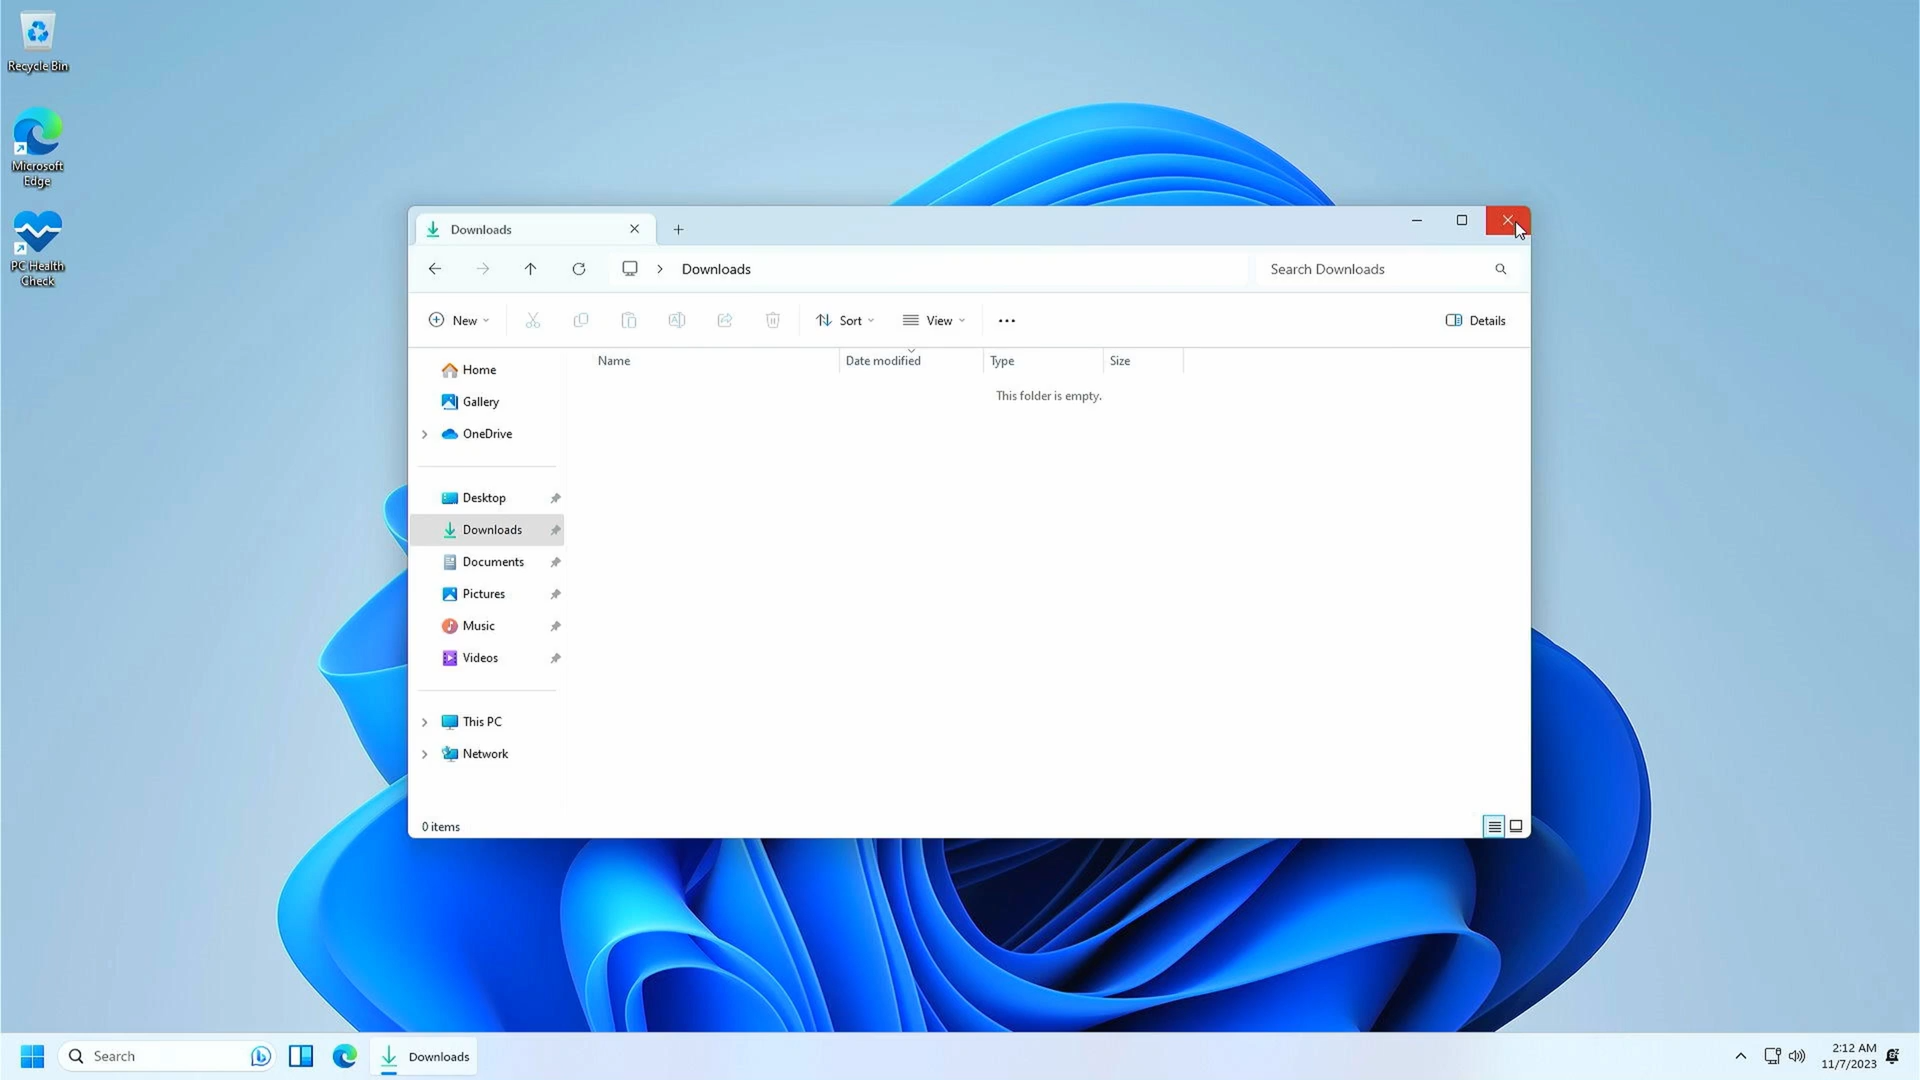 Recycle Bin
Microsoft
Edge
PC Health
Check
Downloads
Downloads
Search Downloads
New
Sort
View
Details
Home
Gallery
OneDrive
Desktop
Downloads
Documents
Pictures
Music
Videos
This PC
Network
Name
Date modified
Type
Size
This folder is empty.
0 items
Search
Downloads
2:12 AM
11/7/2023